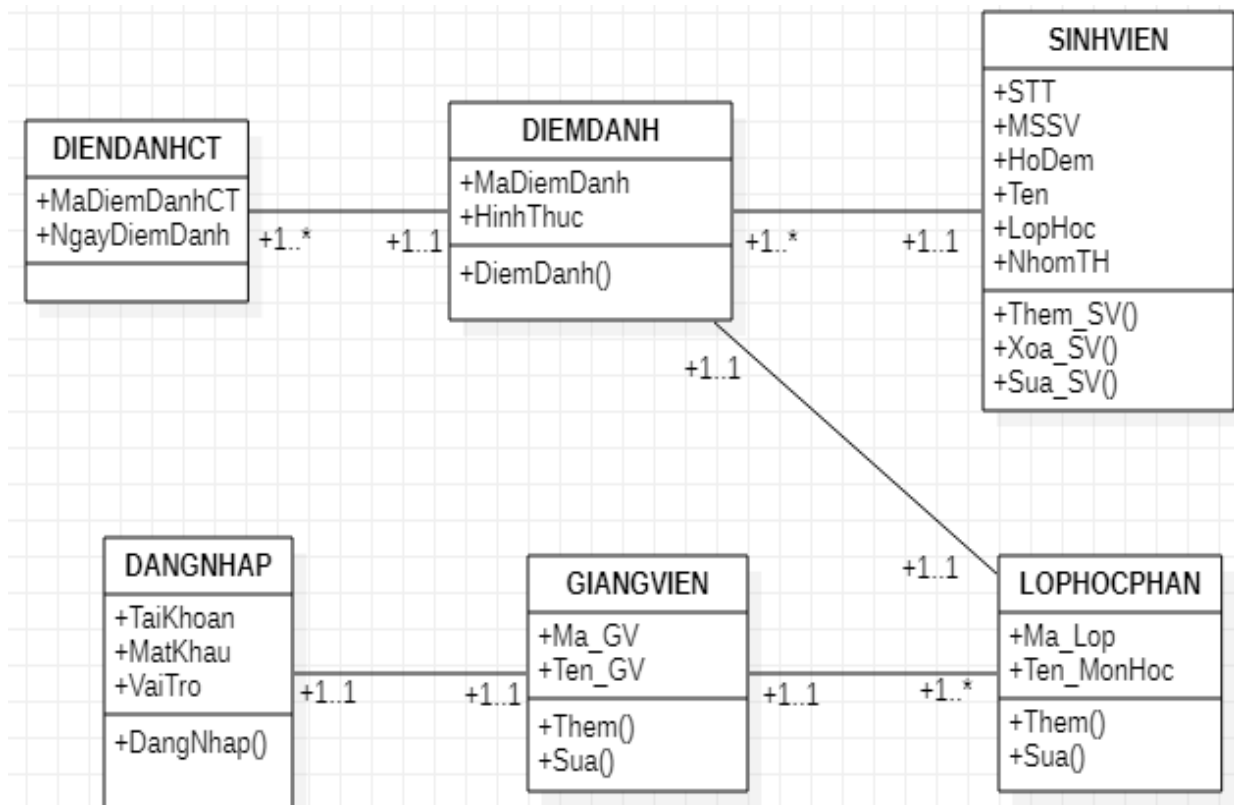 DIENDANHCT
+MaDiemDanhCT
+NgayDiemDanh
+1..*
+1..1
DIEMDANH
+MaDiemDanh
+HinhThuc
+DiemDanh()
+1..*
+1..1
SINHVIEN
+STT
+MSSV
+HoDem
+Ten
+LopHoc
+NhomTH
+Them_SV()
+Xoa_SV()
+Sua_SV()
+1..1
+1..1
DANGNHAP
+TaiKhoan
+MatKhau
+VaiTro
+DangNhap()
+1..1
+1..1
GIANGVIEN
+Ma_GV
+Ten_GV
+Them()
+Sua()
+1..1
+1..*
LOPHOCPHAN
+Ma_Lop
+Ten_MonHoc
+Them()
+Sua()